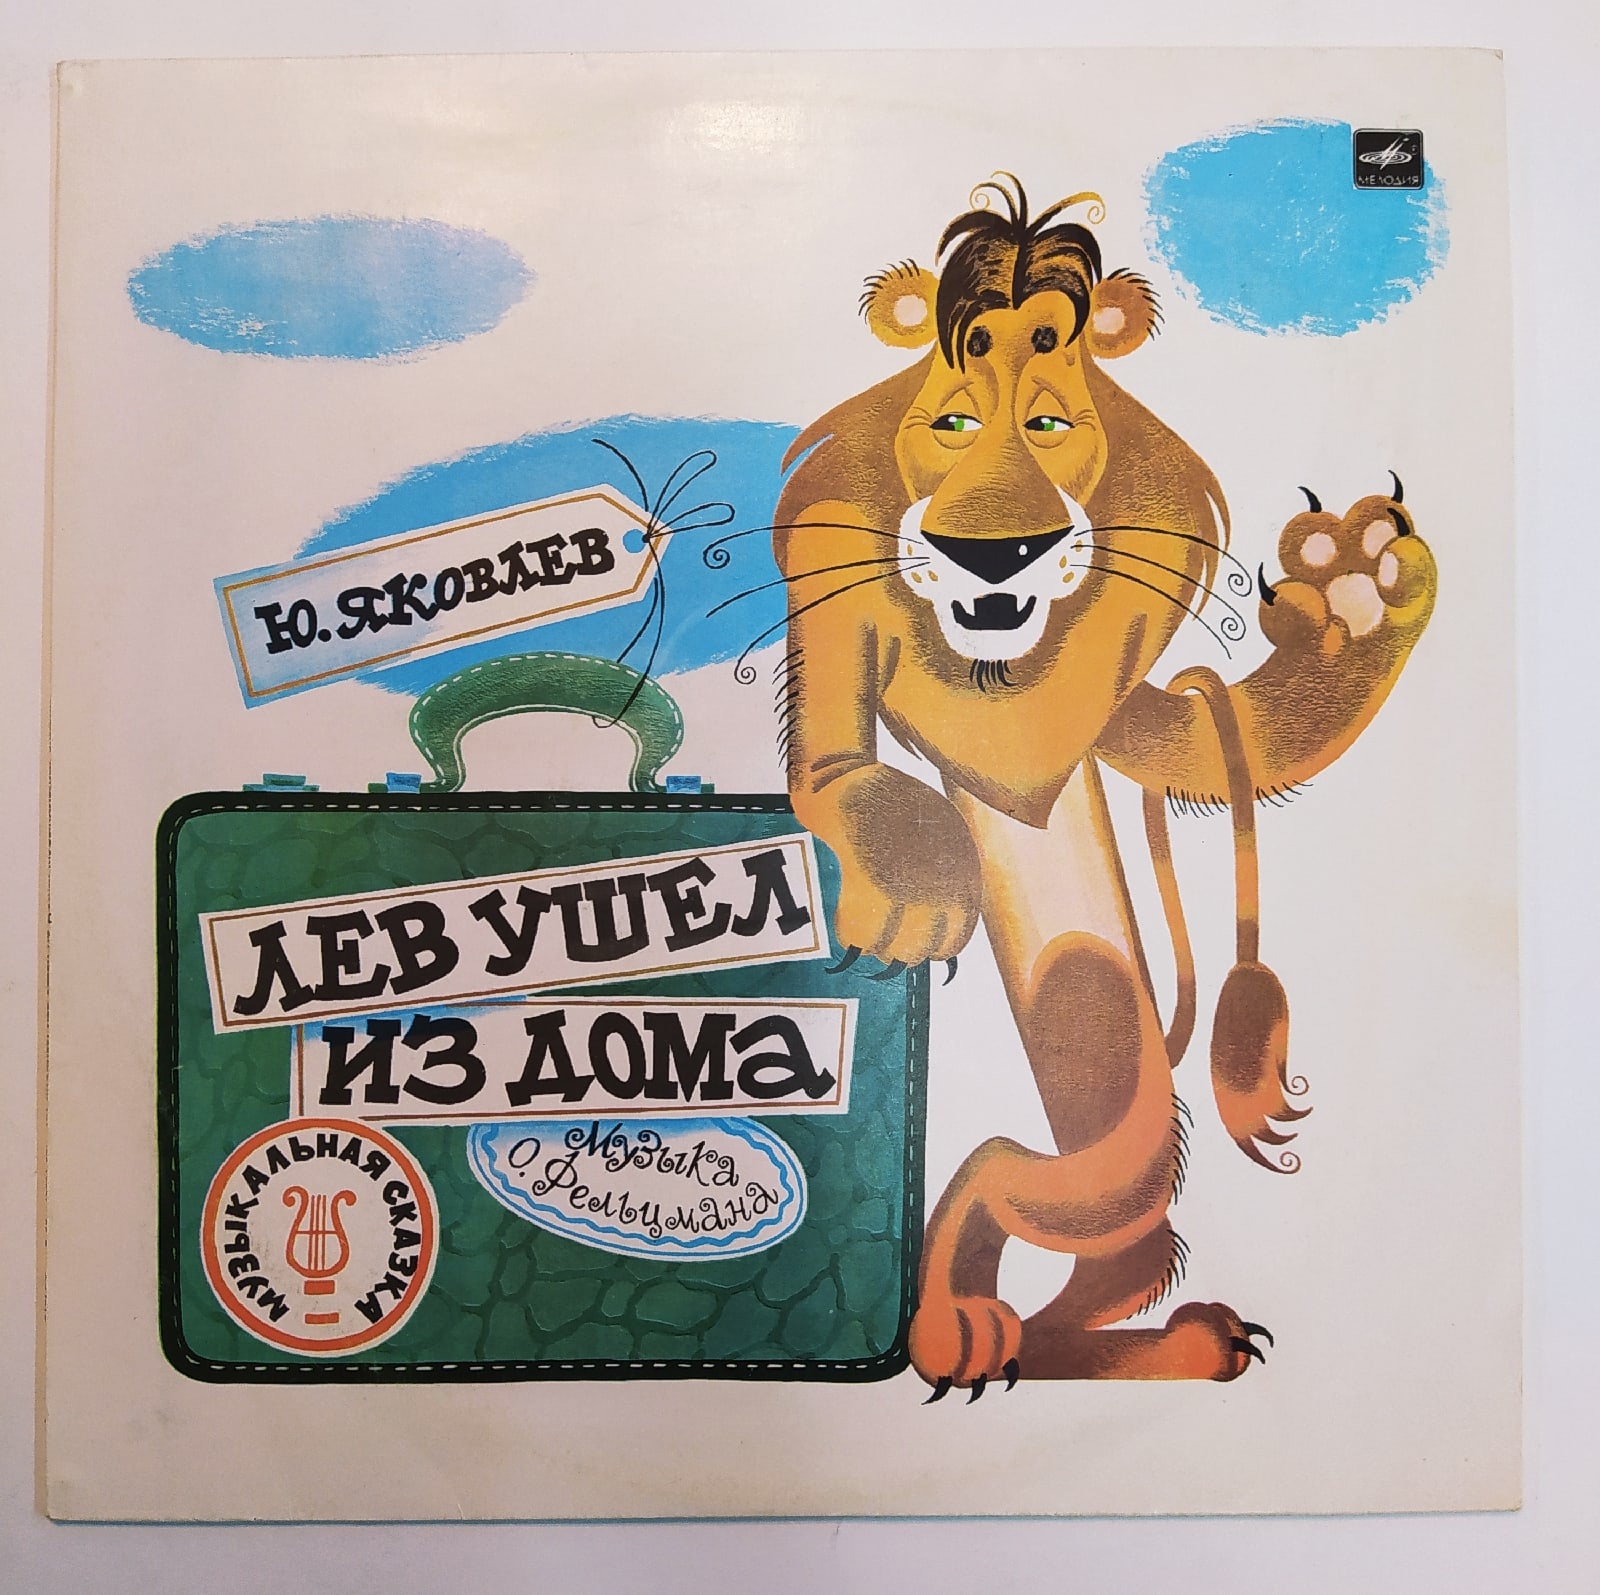 МЕЛОДИЯ
Ю. ЯКОВЛЕВ
ЛЕВ УШЕЛ
ИЗ ДОМА
МУЗЫКАЛЬНАЯ СКАЗКА
Музыка
О. Фельцмана